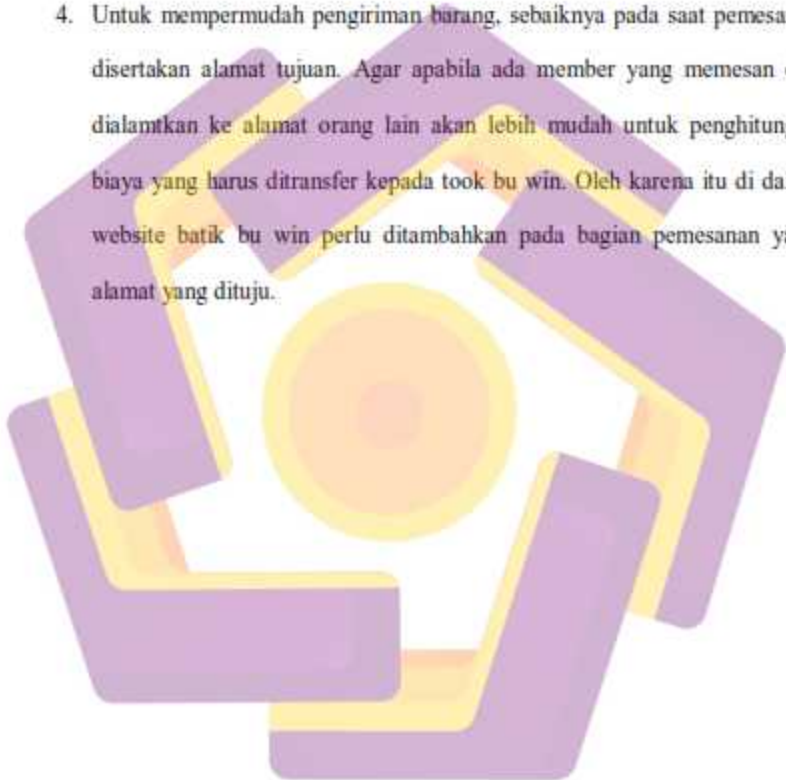 4. Untuk mempermudah pengiriman barang, sebaiknya pada saat pemesa
disertakan alamat tujuan. Agar apabila ada member yang memesan
dialamtkan ke alamat orang lain akan lebih mudah untuk penghitung
biaya yang harus ditransfer kepada took bu win. Oleh karena itu di da
website batik bu win perlu ditambahkan pada bagian pemesanan ya
alamat yang dituju.